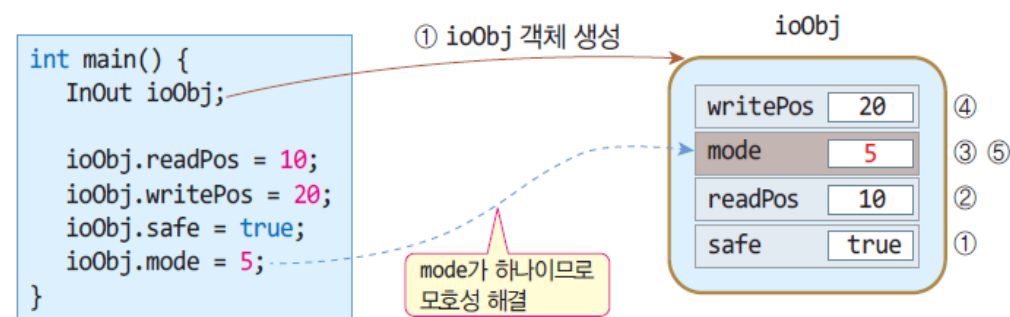 int main() {
InOut ioObj;
ioObj.readPos = 10;
ioObj.writePos = 20;
ioObj.safe = true;
ioObj.mode = 5;
}
① ioObj 객체 생성
mode가 하나이므로
모호성 해결
ioObj
writePos 20 ④
mode 5 ③ ⑤
readPos 10 ②
safe true ①